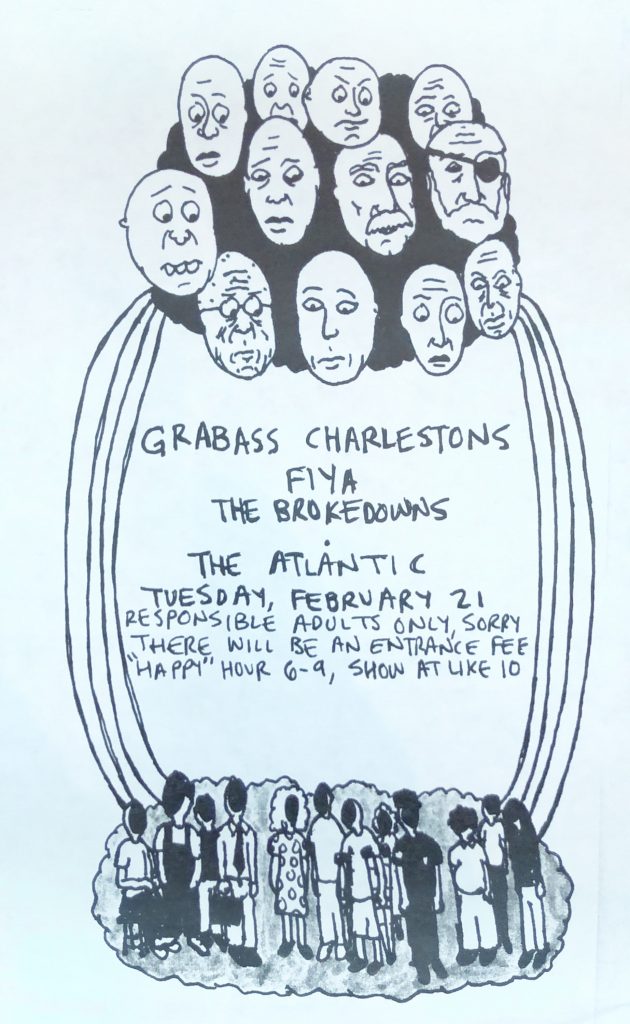 GRABASS CHARLESTONS
FIYA
THE BROKEDOWNS
.
THE ATLANTIC
TUESDAY, FEBRUARY 21
RESPONSIBLE ADULTS ONLY, SORRY
THERE WILL BE AN ENTRANCE FEE
"HAPPY" HOUR 6-9, SHOW AT LIKE 10